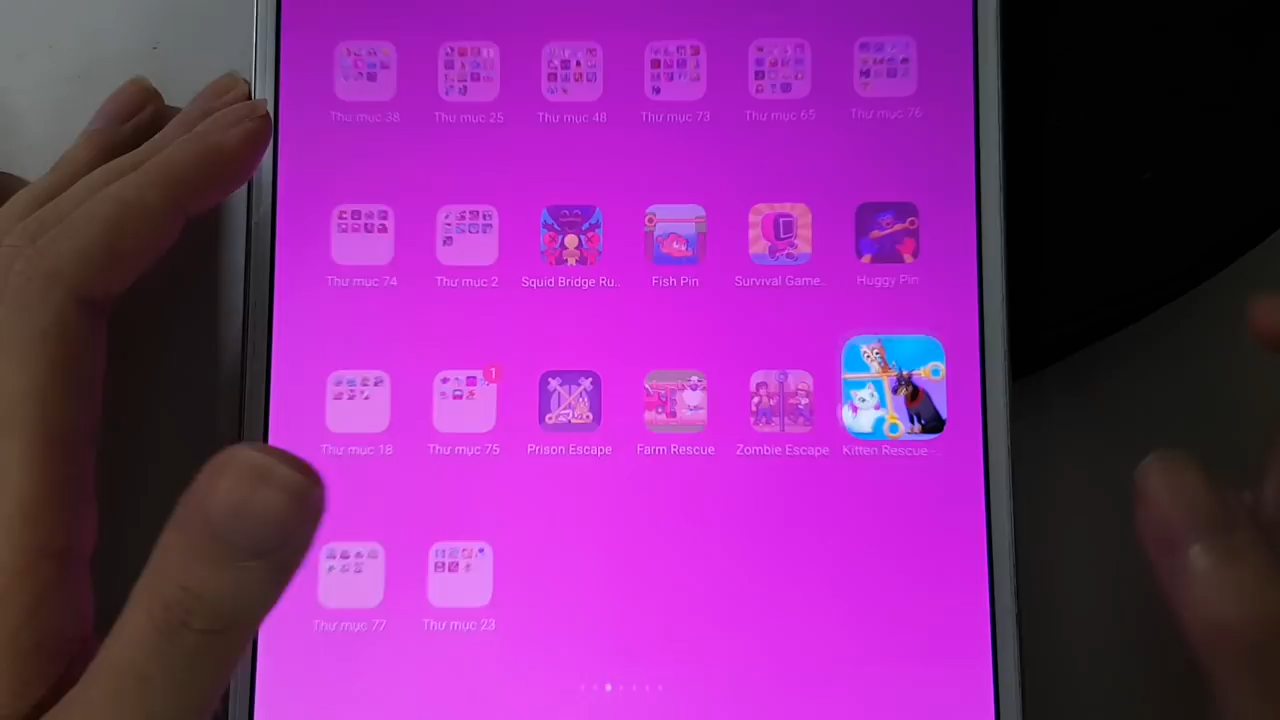 Thư mục 38
Thư mục 25
Thư mục 48
Thư mục 73
Thư mục 65
Thư mục 76
Thư mục 74
Thư mục 2
Squid Bridge Ru..
Fish Pin
Survival Game..
Huggy Pin
Thư mục 18
1
Thư mục 75
Prison Escape
Farm Rescue
Zombie Escape
Kitten Rescue -..
Thư mục 77
Thư mục 23